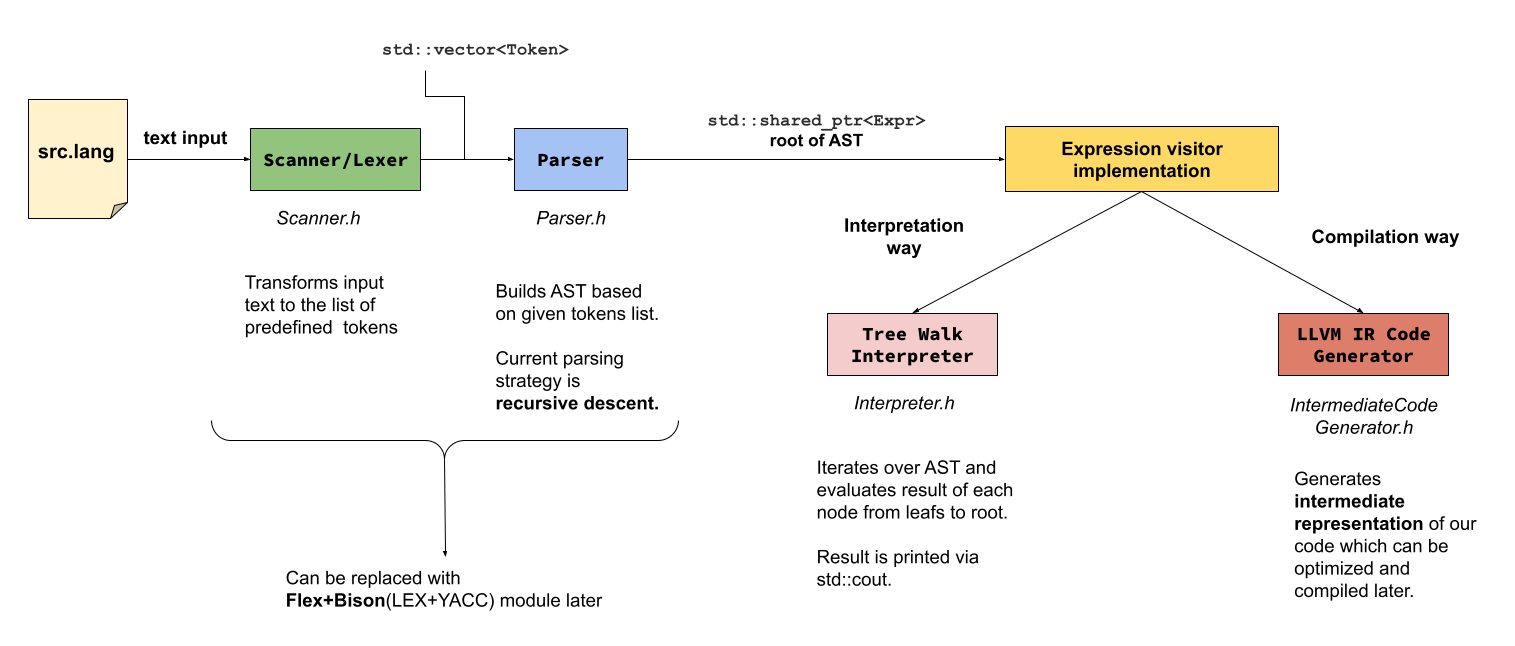 std::vector<Token>
src.lang
text input
Scanner/Lexer
Scanner.h
Transforms input
text to the list of
predefined  tokens
Parser
Parser.h
Builds AST based
on given tokens list.
Current parsing
strategy is
recursive descent.
Can be replaced with
Flex+Bison(LEX+YACC) module later
std::shared_ptr<Expr>
root of AST
Expression visitor
implementation
Interpretation
way
Tree Walk
Interpreter
Interpreter.h
Iterates over AST and
evaluates result of each
node from leafs to root.
Result is printed via
std::cout.
Compilation way
LLVM IR Code
Generator
IntermediateCode
Generator.h
Generates
intermediate
representation of our
code which can be
optimized and
compiled later.